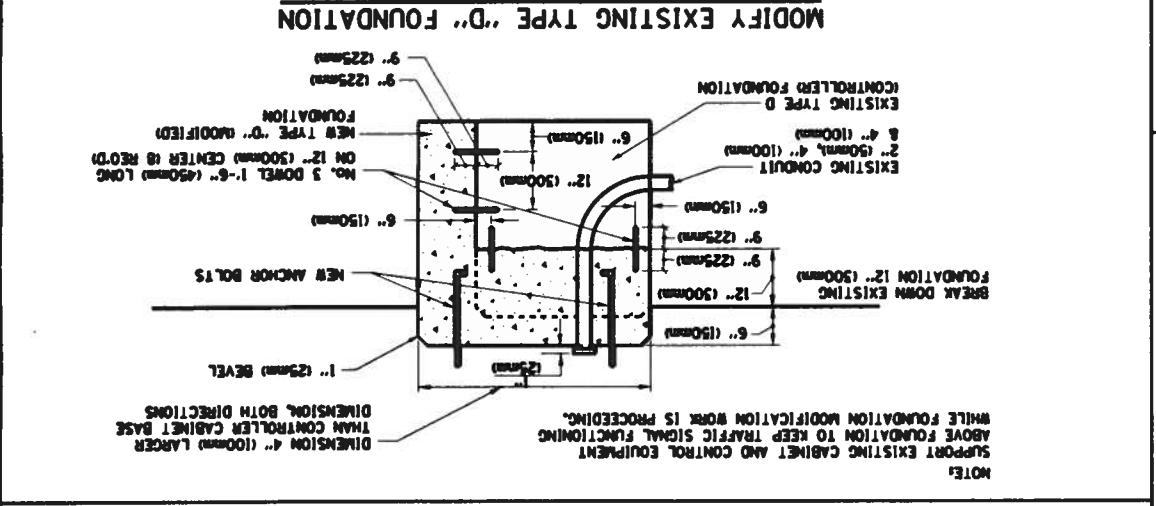 NOTE:
SUPPORT EXISTING CABINET AND CONTROL EQUIPMENT
ABOVE FOUNDATION TO KEEP TRAFFIC SIGNAL FUNCTIONING
WHILE FOUNDATION MODIFICATION WORK IS PROCEEDING.
DIMENSION 4" (100mm) LARGER
THAN CONTROLLER CABINET BASE
DIMENSION, BOTH DIRECTIONS
1"
(25mm)
1" (25mm) BEVEL
6" (150mm)
12" (300mm)
BREAK DOWN EXISTING
FOUNDATION 12" (300mm)
NEW ANCHOR BOLTS
9" (225mm)
9" (225mm)
6" (150mm)
6" (150mm)
EXISTING CONDUIT
2" (50mm), 4" (100mm)
& 4" (100mm)
No. 3 DOWEL 1'-6" (450mm) LONG
ON 12" (300mm) CENTER (8 REQ'D)
12"
(300mm)
6" (150mm)
EXISTING TYPE D
(CONTROLLER) FOUNDATION
NEW TYPE "D" (MODIFIED)
FOUNDATION
9" (225mm)
9" (225mm)
MODIFY EXISTING TYPE "D" FOUNDATION